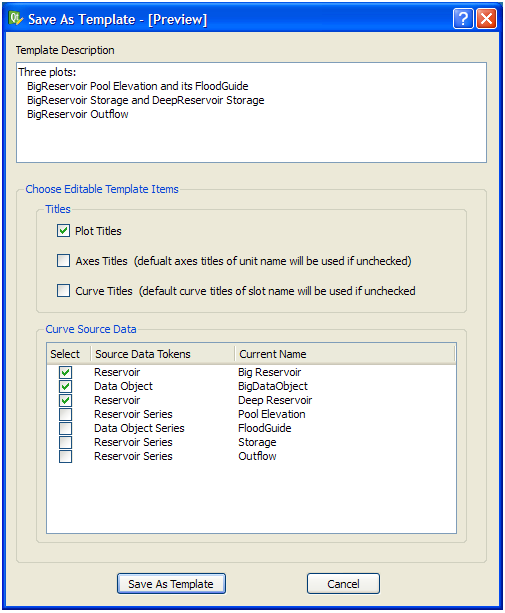 Save As Template - [Preview]
Template Description
Three plots:
BigReservoir Pool Elevation and its FloodGuide
BigReservoir Storage and DeepReservoir Storage
BigReservoir Outflow
Choose Editable Template Items
Titles
Plot Titles
Axes Titles (defualt axes titles of unit name will be used if unchecked)
Curve Titles (default curve titles of slot name will be used if unchecked
Curve Source Data
Select Source Data Tokens Current Name
Reservoir Big Reservoir
Data Object BigDataObject
Reservoir Deep Reservoir
Reservoir Series Pool Elevation
Data Object Series FloodGuide
Reservoir Series Storage
Reservoir Series Outflow
Save As Template Cancel